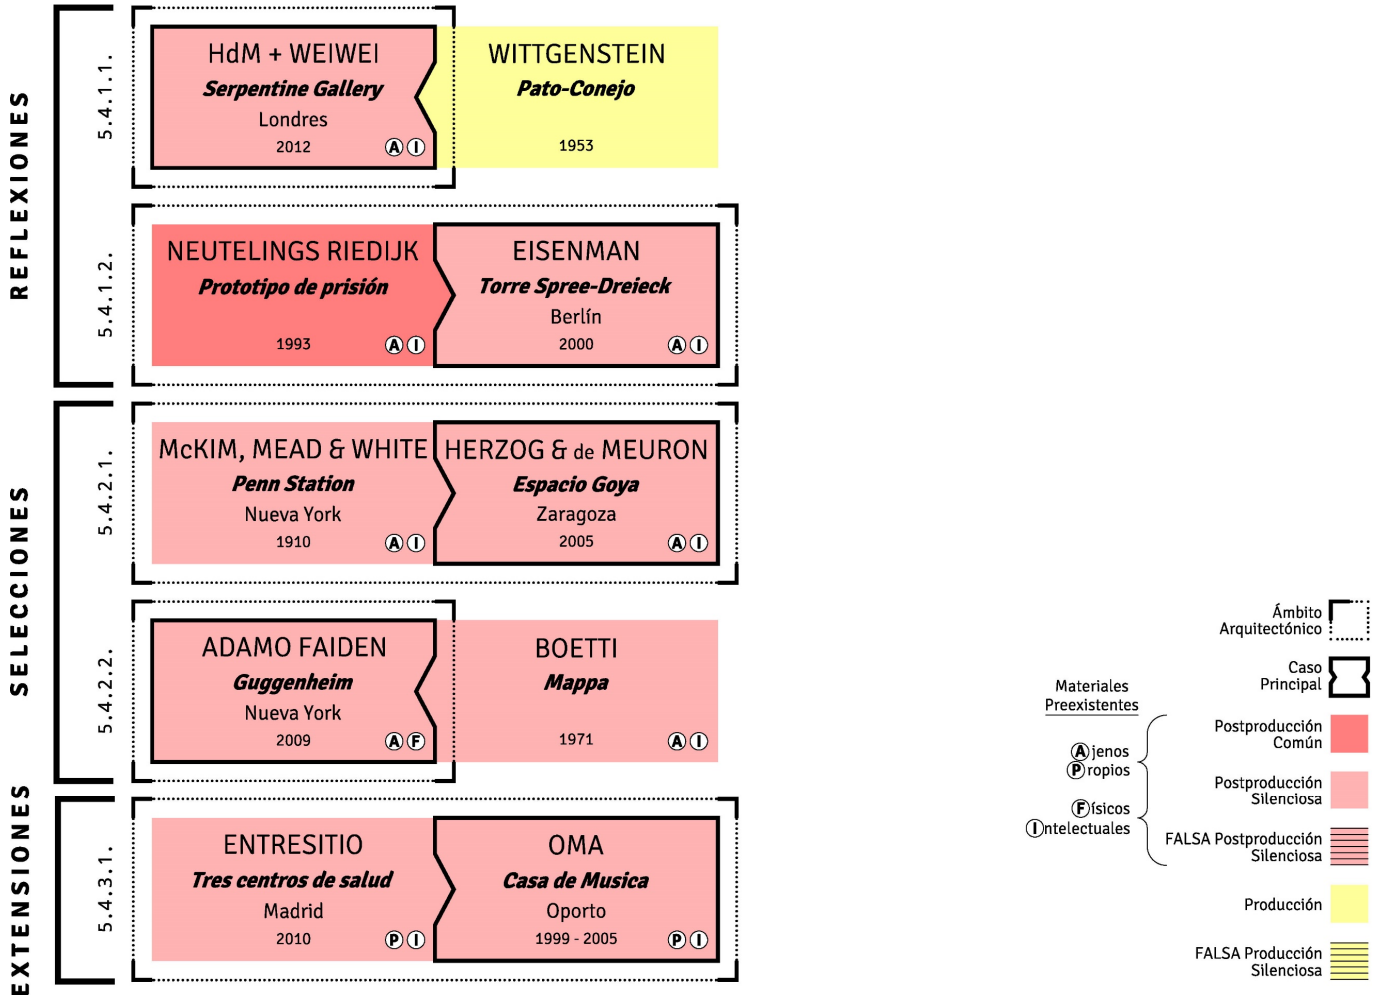 REFLEXIONES
5.4.1.1.
HdM + WEIWEI
Serpentine Gallery
Londres
2012
A I
WITTGENSTEIN
Pato-Conejo
1953
5.4.1.2.
NEUTELINGS RIEDIJK
Prototipo de prisión
1993
A I
EISENMAN
Torre Spree-Dreieck
Berlín
2000
A I
SELECCIONES
5.4.2.1.
McKIM, MEAD & WHITE
Penn Station
Nueva York
1910
A I
HERZOG & de MEURON
Espacio Goya
Zaragoza
2005
A I
5.4.2.2.
ADAMO FAIDEN
Guggenheim
Nueva York
2009
A F
BOETTI
Mappa
1971
A I
EXTENSIONES
5.4.3.1.
ENTRESITIO
Tres centros de salud
Madrid
2010
P I
OMA
Casa de Musica
Oporto
1999 - 2005
P I
Materiales
Preexistentes
Ajenos
Propios
Físicos
Intelectuales
Ámbito
Arquitectónico
Caso
Principal
Postproducción
Común
Postproducción
Silenciosa
FALSA Postproducción
Silenciosa
Producción
FALSA Producción
Silenciosa